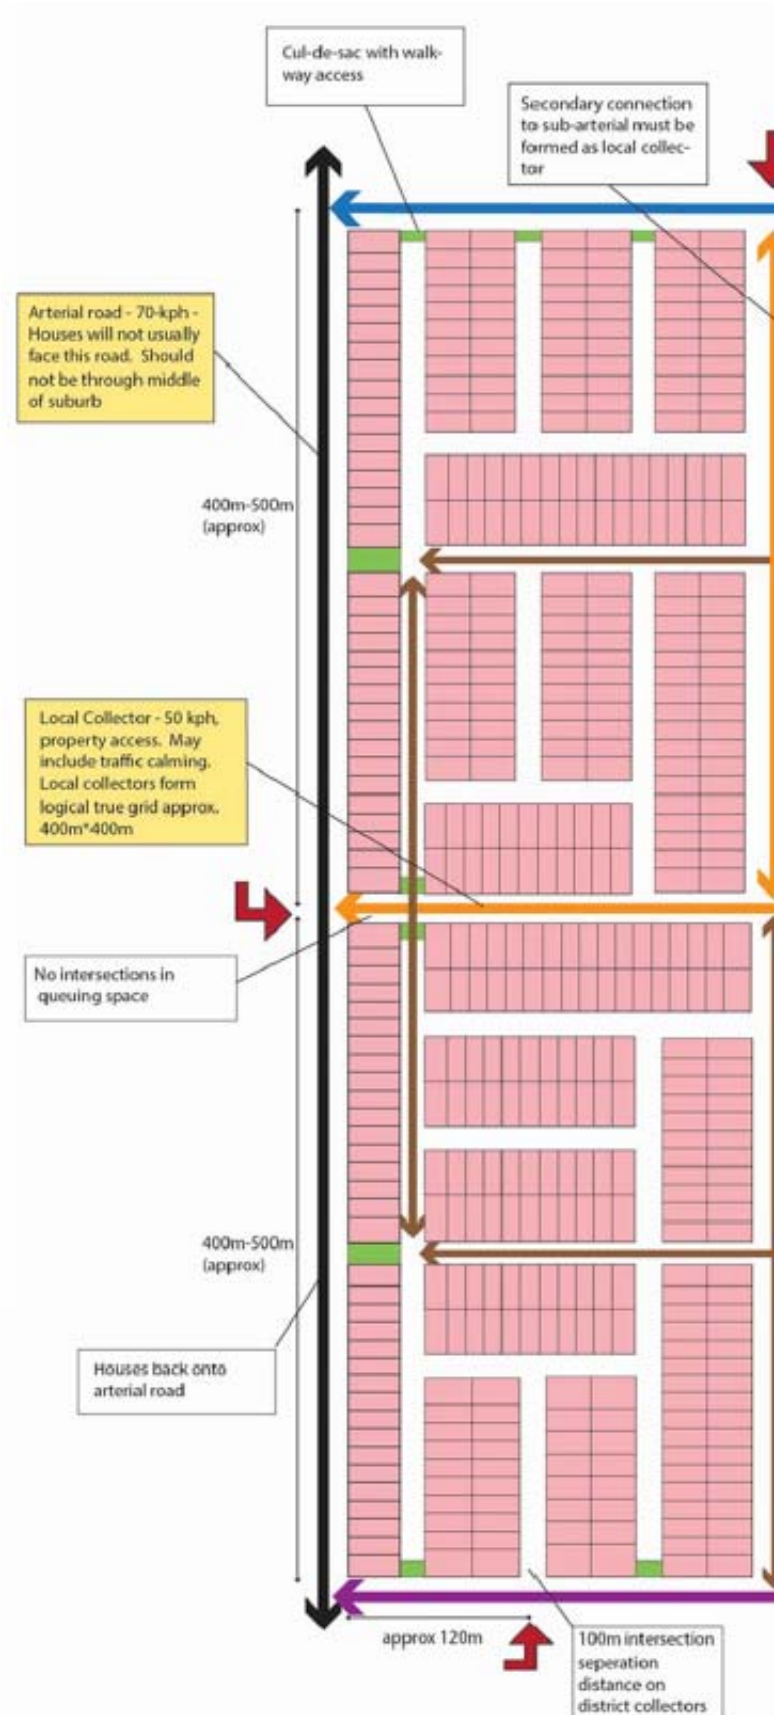 Cul-de-sac with walk-
way access
Secondary connection
to sub-arterial must be
formed as local collec-
tor
Arterial road - 70-kph -
Houses will not usually
face this road. Should
not be through middle
of suburb
400m-500m
(approx)
Local Collector - 50 kph,
property access. May
include traffic calming.
Local collectors form
logical true grid approx.
400m*400m
No intersections in
queuing space
400m-500m
(approx)
Houses back onto
arterial road
approx 120m
100m intersection
seperation
distance on
district collectors